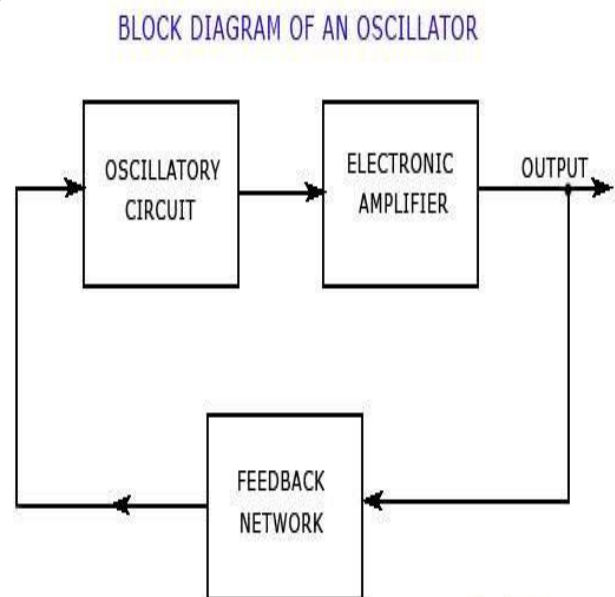 BLOCK DIAGRAM OF AN OSCILLATOR
OSCILLATORY
CIRCUIT
ELECTRONIC
AMPLIFIER
OUTPUT
FEEDBACK
NETWORK